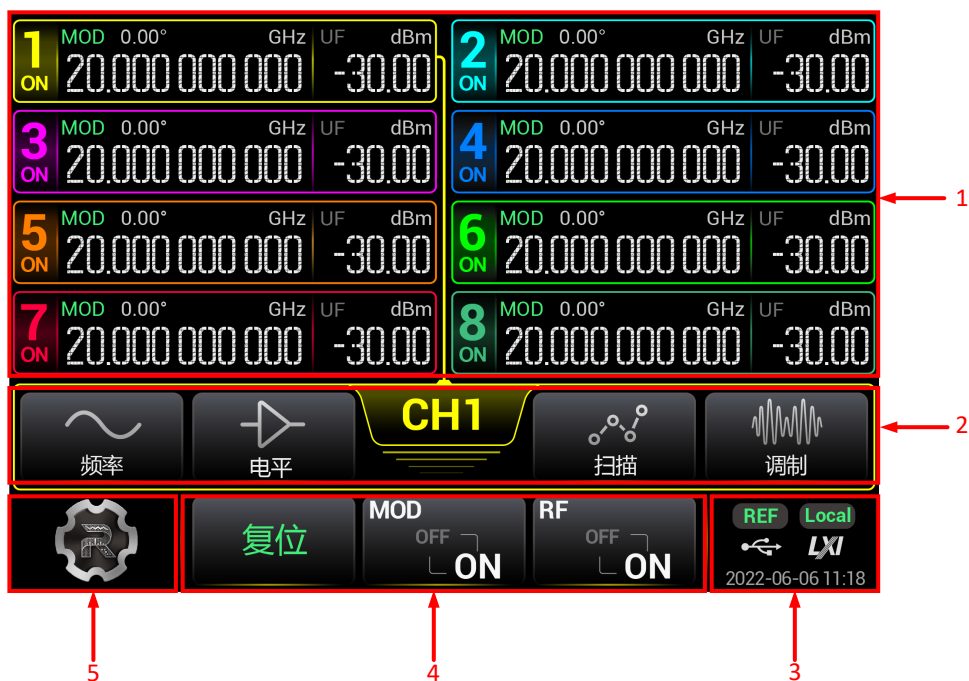 1 MOD 0.00° GHz UF dBm
ON 20.000 000 000 -30.00
2 MOD 0.00° GHz UF dBm
ON 20.000 000 000 -30.00
3 MOD 0.00° GHz UF dBm
ON 20.000 000 000 -30.00
4 MOD 0.00° GHz UF dBm
ON 20.000 000 000 -30.00
1
5 MOD 0.00° GHz UF dBm
ON 20.000 000 000 -30.00
6 MOD 0.00° GHz UF dBm
ON 20.000 000 000 -30.00
7 MOD 0.00° GHz UF dBm
ON 20.000 000 000 -30.00
8 MOD 0.00° GHz UF dBm
ON 20.000 000 000 -30.00
CH1
频率 电平 扫描 调制
2
R
复位
MOD
OFF
ON
RF
OFF
ON
REF Local
LXI
2022-06-06 11:18
5 4 3